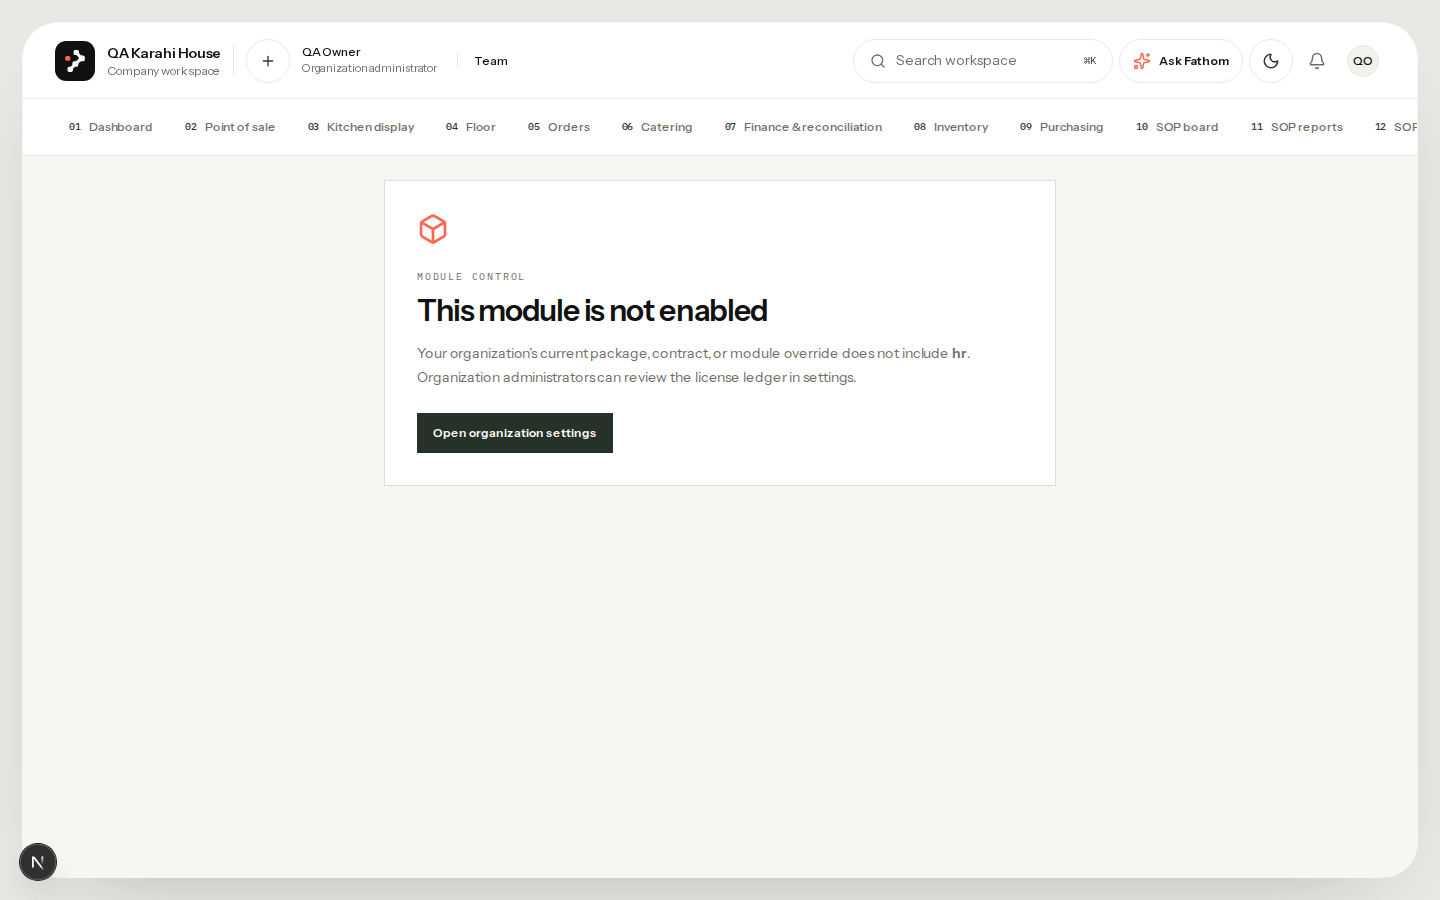 QA Karahi House
Company workspace
QA Owner
Organization administrator
Team
Search workspace
⌘K
Ask Fathom
QO
01 Dashboard
02 Point of sale
03 Kitchen display
04 Floor
05 Orders
06 Catering
07 Finance & reconciliation
08 Inventory
09 Purchasing
10 SOP board
11 SOP reports
12 SOP
MODULE CONTROL
This module is not enabled
Your organization's current package, contract, or module override does not include hr.
Organization administrators can review the license ledger in settings.
Open organization settings
N